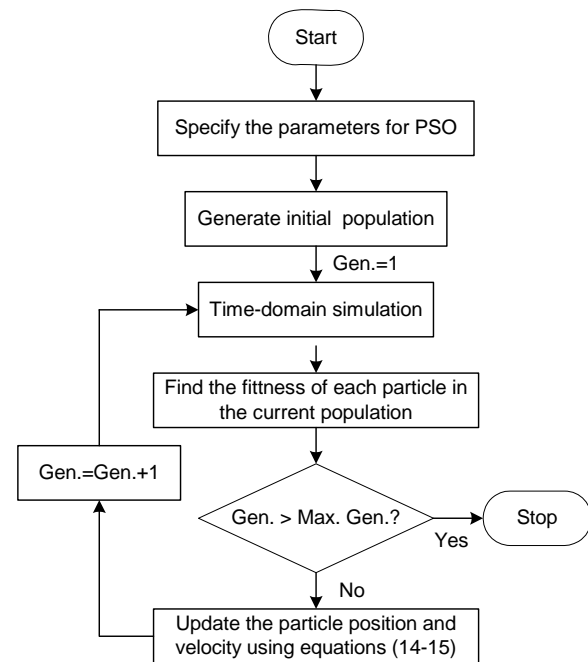 Start
Specify the parameters for PSO
Generate initial population
Gen.=1
Time-domain simulation
Find the fittness of each particle in
the current population
Gen.=Gen.+1
Gen. > Max. Gen.?
Stop
Yes
No
Update the particle position and
velocity using equations (14-15)